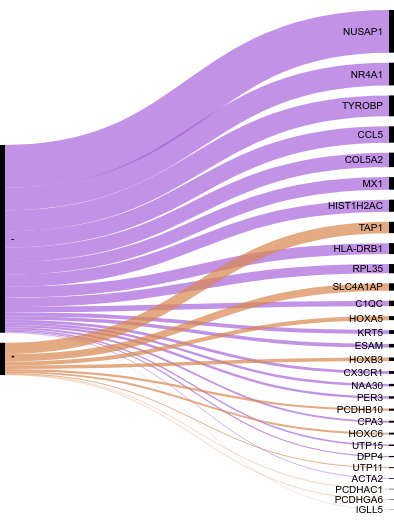 NUSAP1
NR4A1
TYROBP
CCL5
COL5A2
MX1
HIST1H2AC
TAP1
HLA-DRB1
RPL35
SLC4A1AP
C1QC
HOXA5
KRT5
ESAM
HOXB3
CX3CR1
NAA30
PER3
PCDHB10
CPA3
HOXC6
UTP15
DPP4
UTP11
ACTA2
PCDHAC1
PCDHGA6
IGLL5